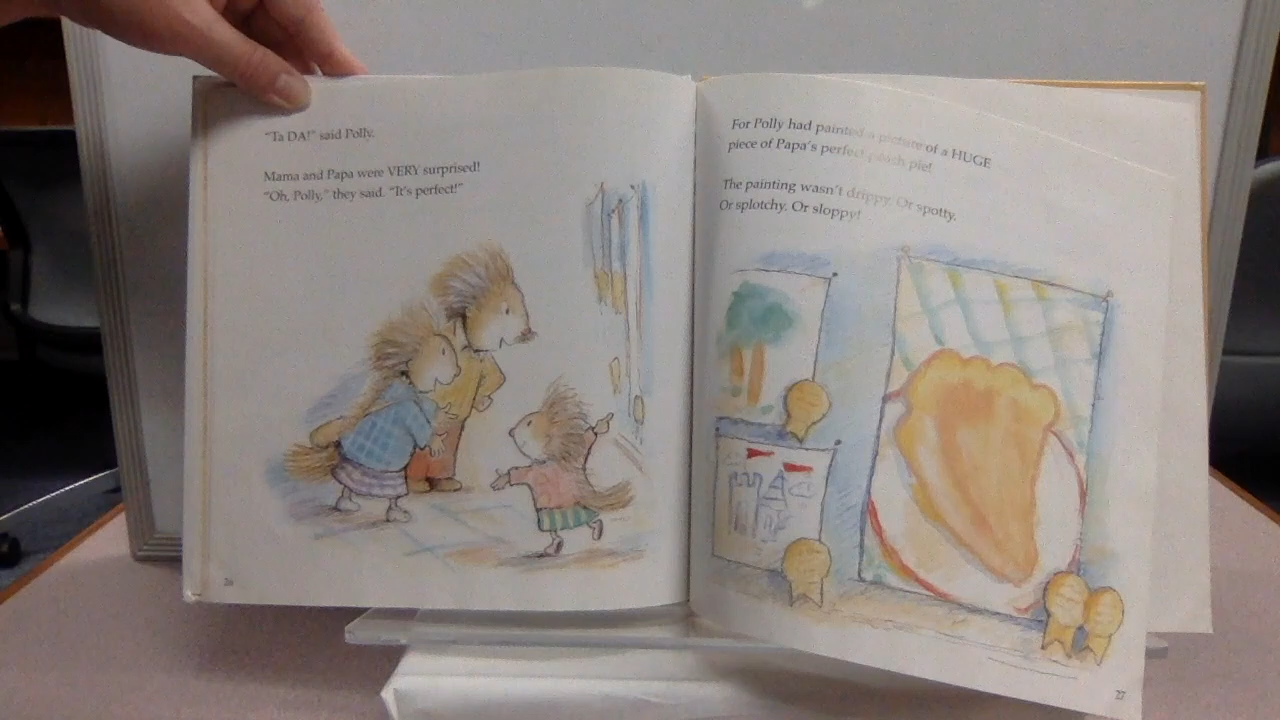 "Ta DA!" said Polly.
Mama and Papa were VERY surprised!
"Oh, Polly," they said. "It's perfect!"
26
For Polly had painted a picture of a HUGE
piece of Papa's perfect peach pie!
The painting wasn't drippy. Or spotty.
Or splotchy. Or sloppy!
27